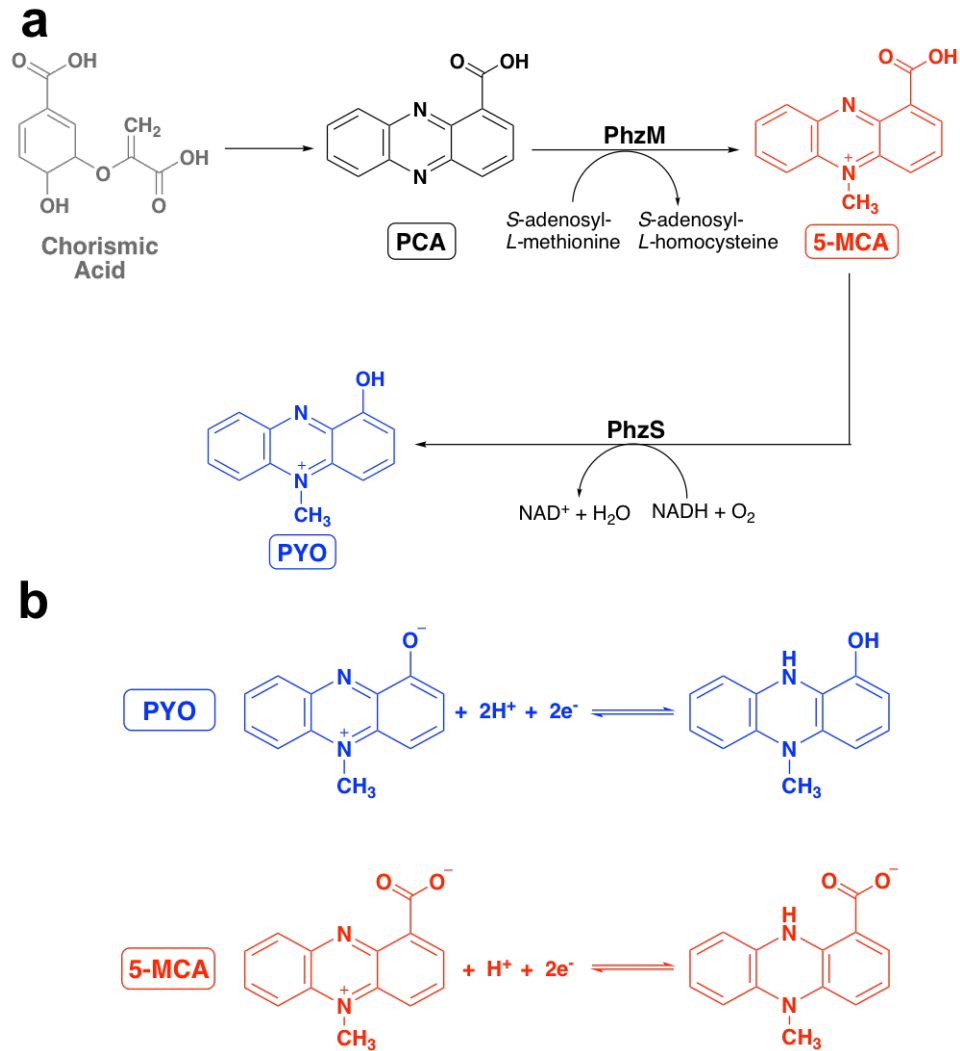 a
O
OH
CH₂
OH
O
O
OH
Chorismic
Acid
O
OH
N
N
PCA
PhzM
S-adenosyl-
L-methionine
S-adenosyl-
L-homocysteine
O
OH
N
+
N
CH₃
5-MCA
OH
N
+
N
CH₃
PYO
PhzS
NAD⁺ + H₂O
NADH + O₂
b
PYO
O⁻
N
+
N
CH₃
+ 2H⁺ + 2e⁻
OH
H
N
N
CH₃
5-MCA
O
O⁻
N
+
N
CH₃
+ H⁺ + 2e⁻
O
O⁻
H
N
N
CH₃